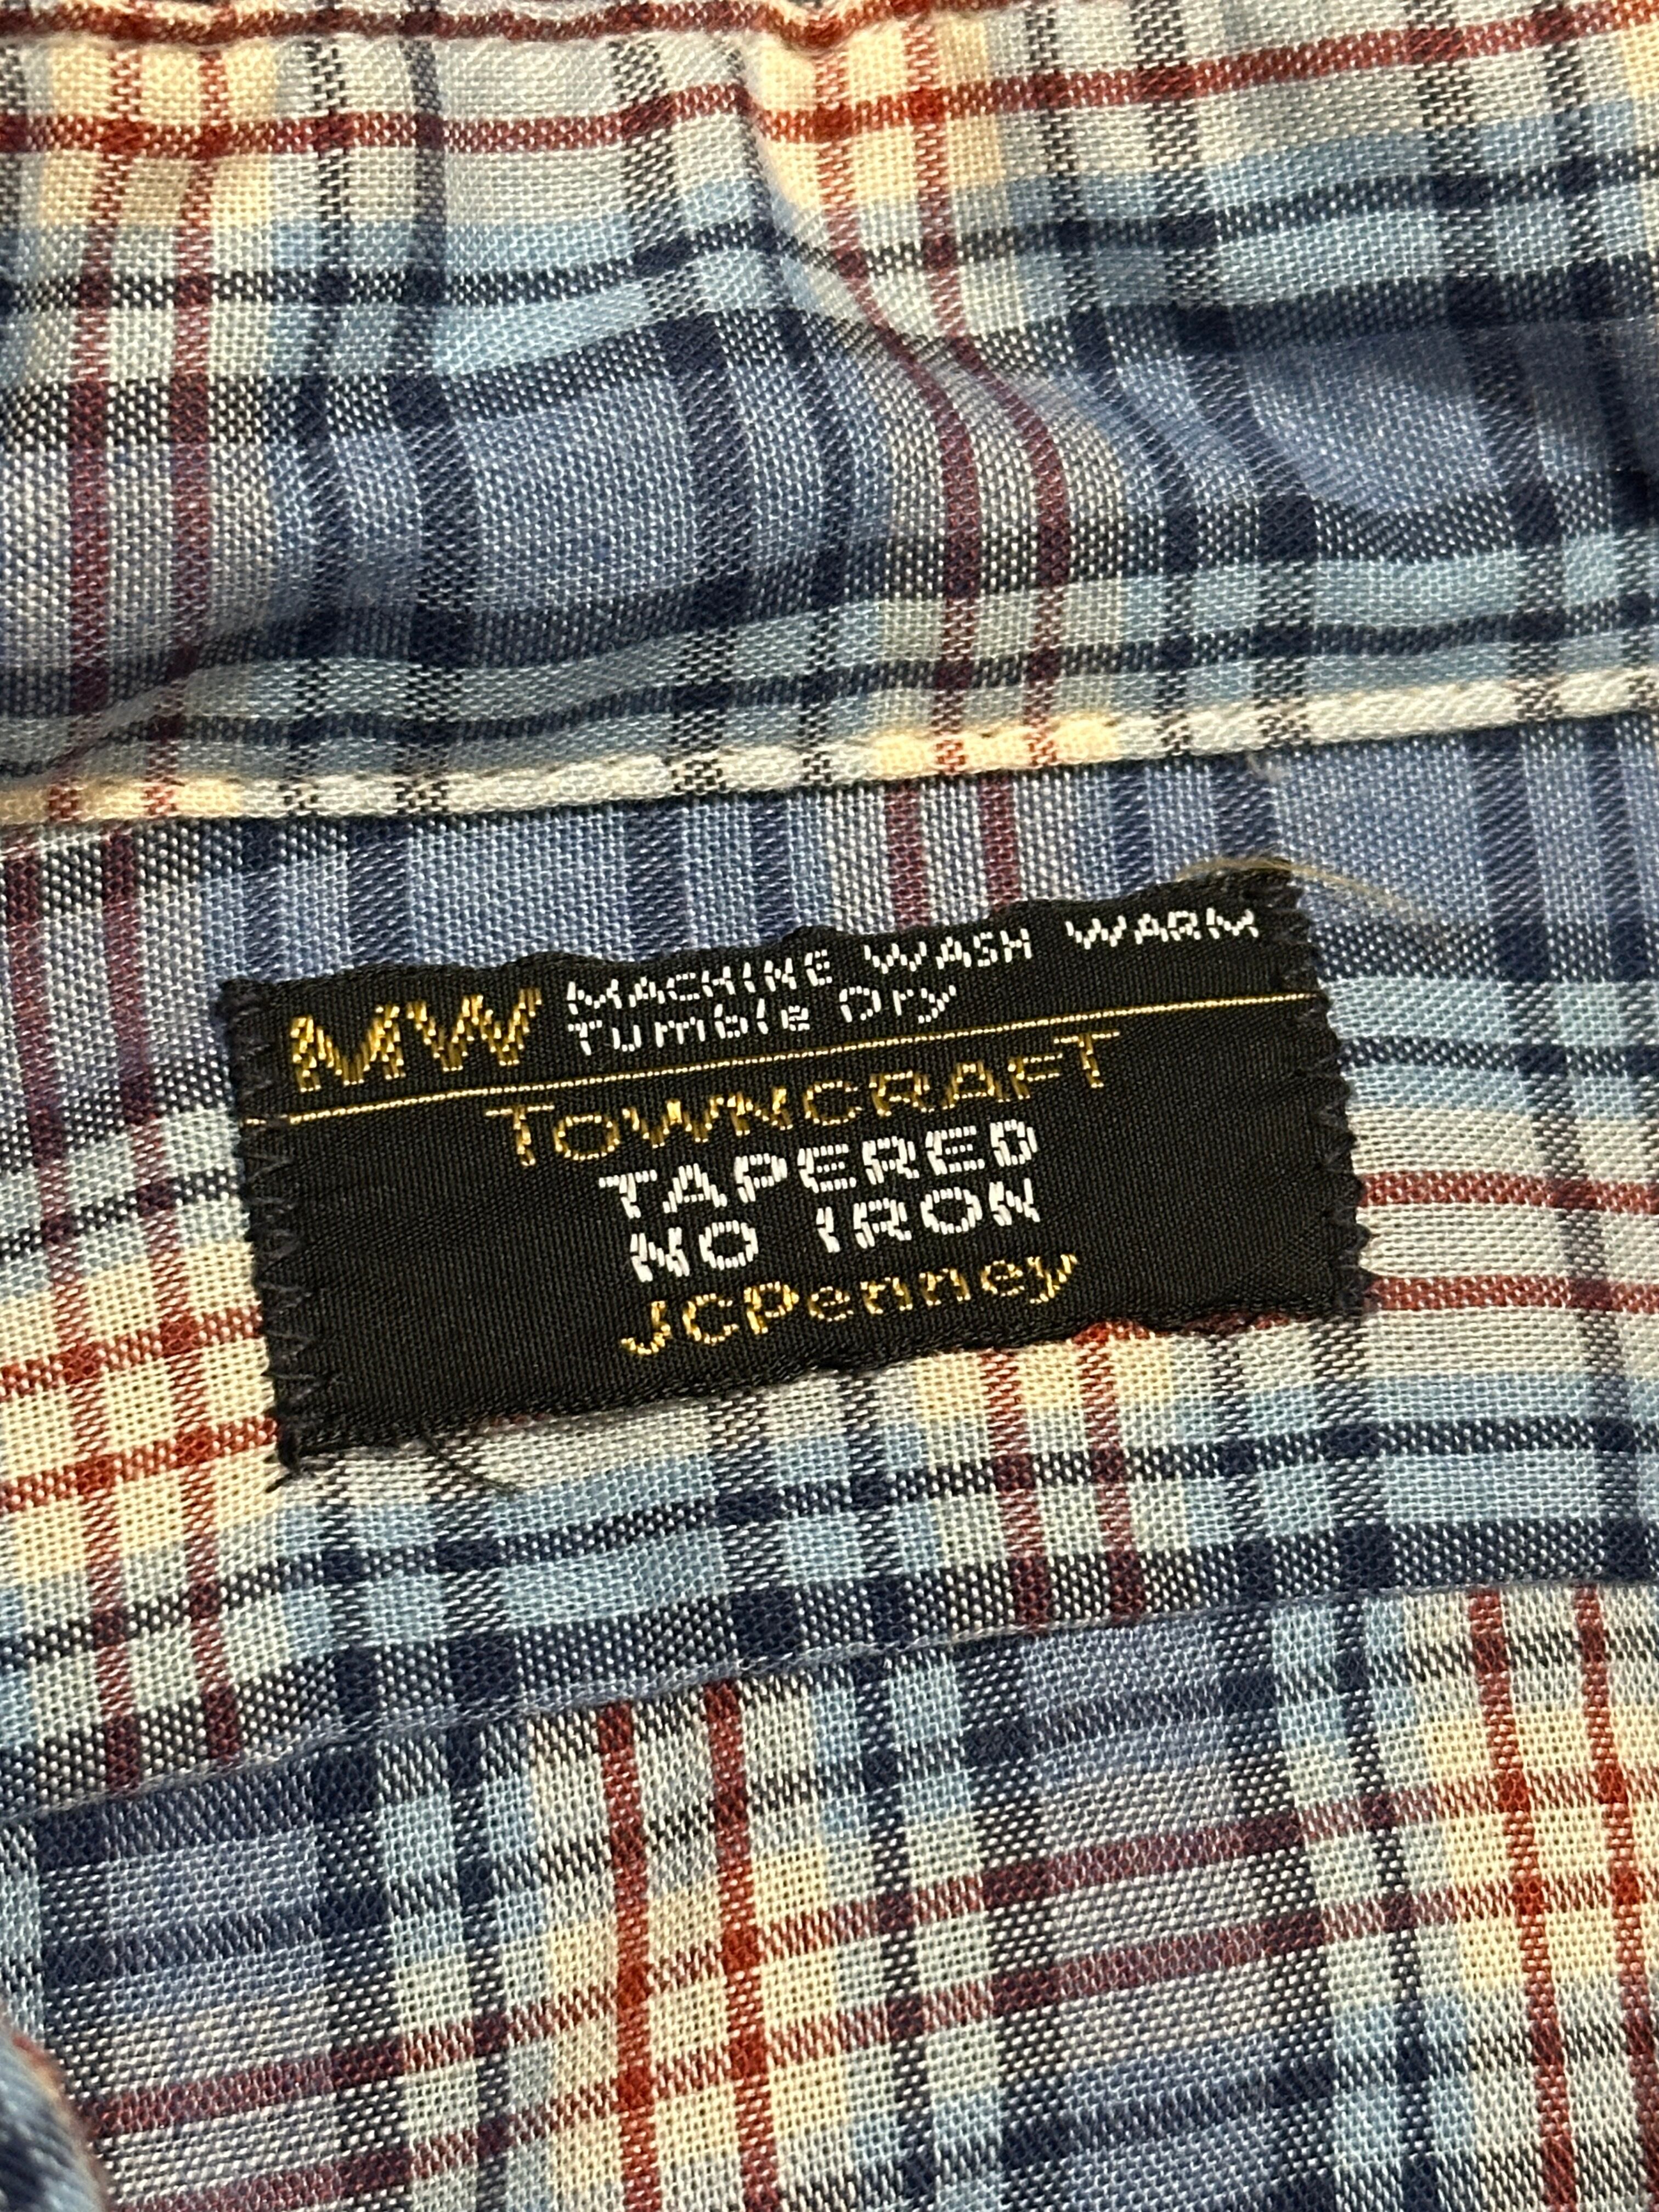 MW MACHINE WASH WARM
Tumble Dry
TOWNCRAFT
TAPERED
NO IRON
JCPenney